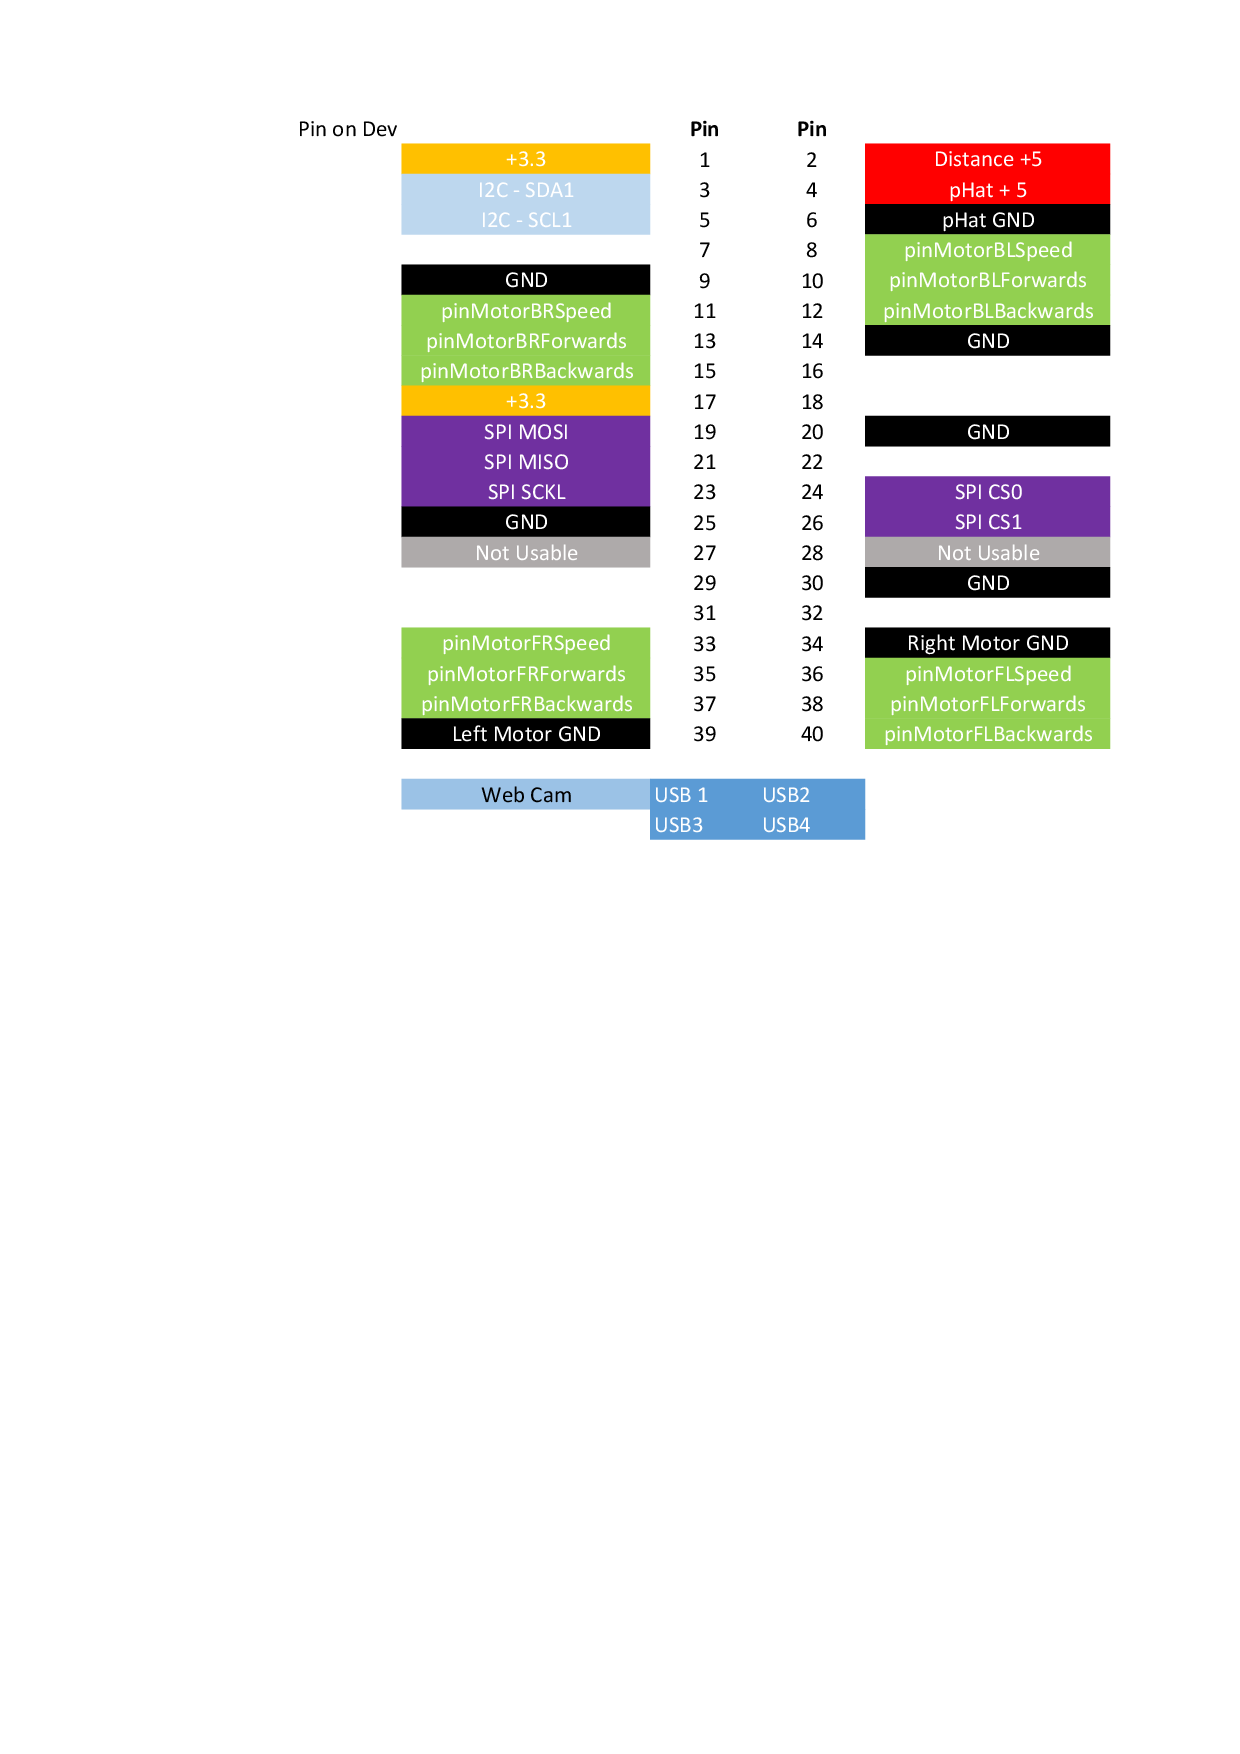 Pin on Dev Pin Pin
+3.3 1 2 Distance +5
I2C - SDA1 3 4 pHat + 5
I2C - SCL1 5 6 pHat GND
7 8 pinMotorBLSpeed
GND 9 10 pinMotorBLForwards
pinMotorBRSpeed 11 12 pinMotorBLBackwards
pinMotorBRForwards 13 14 GND
pinMotorBRBackwards 15 16
+3.3 17 18
SPI MOSI 19 20 GND
SPI MISO 21 22
SPI SCKL 23 24 SPI CS0
GND 25 26 SPI CS1
Not Usable 27 28 Not Usable
29 30 GND
31 32
pinMotorFRSpeed 33 34 Right Motor GND
pinMotorFRForwards 35 36 pinMotorFLSpeed
pinMotorFRBackwards 37 38 pinMotorFLForwards
Left Motor GND 39 40 pinMotorFLBackwards
Web Cam USB 1 USB2
USB3 USB4